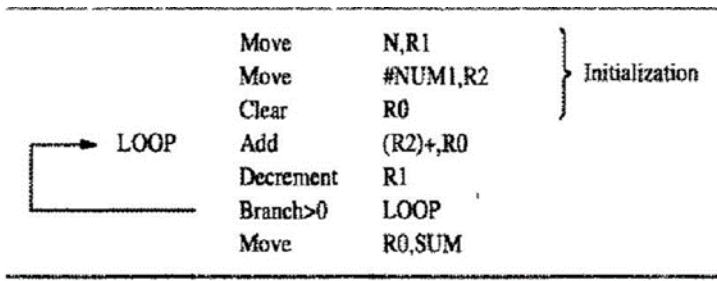 Move N,R1
Move #NUM1,R2 Initialization
Clear R0
LOOP Add (R2)+,R0
Decrement R1
Branch>0 LOOP
Move R0,SUM